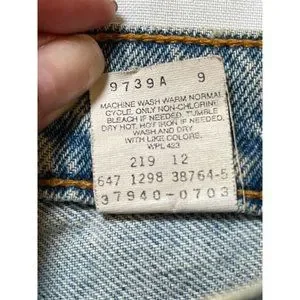 9739A 9
MACHINE WASH WARM NORMAL
CYCLE. ONLY NON-CHLORINE
BLEACH IF NEEDED. TUMBLE
DRY HOT. HOT IRON IF NEEDED.
WASH AND DRY
WITH LIKE COLORS.
WPL 423
219 12
647 1298 38764-5
37940-0703